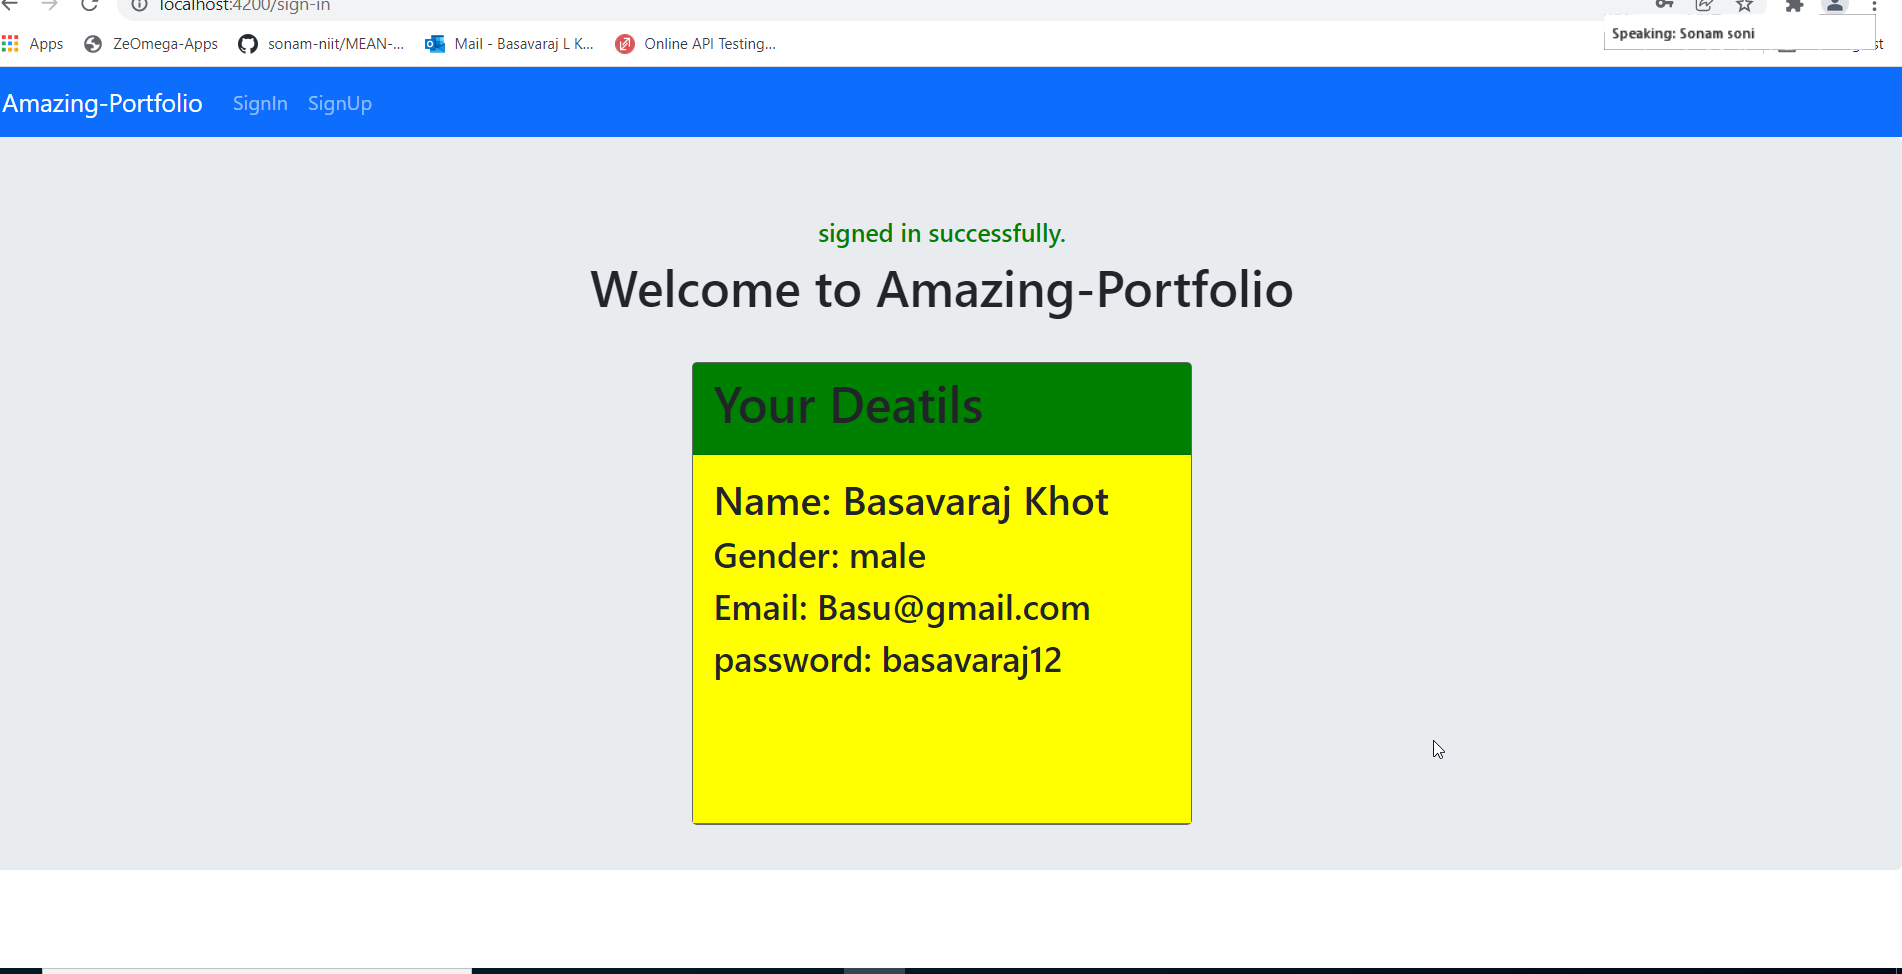 localhost:4200/sign-in
Apps ZeOmega-Apps sonam-niit/MEAN-... Mail - Basavaraj L K... Online API Testing...
Speaking: Sonam soni
Amazing-Portfolio SignIn SignUp
signed in successfully.
Welcome to Amazing-Portfolio
Your Deatils
Name: Basavaraj Khot
Gender: male
Email: Basu@gmail.com
password: basavaraj12